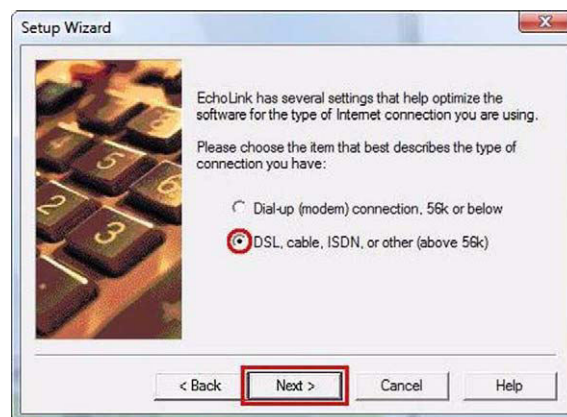 Setup Wizard
EchoLink has several settings that help optimize the
software for the type of Internet connection you are using.
Please choose the item that best describes the type of
connection you have:
Dial-up (modem) connection, 56k or below
DSL, cable, ISDN, or other (above 56k)
< Back Next > Cancel Help